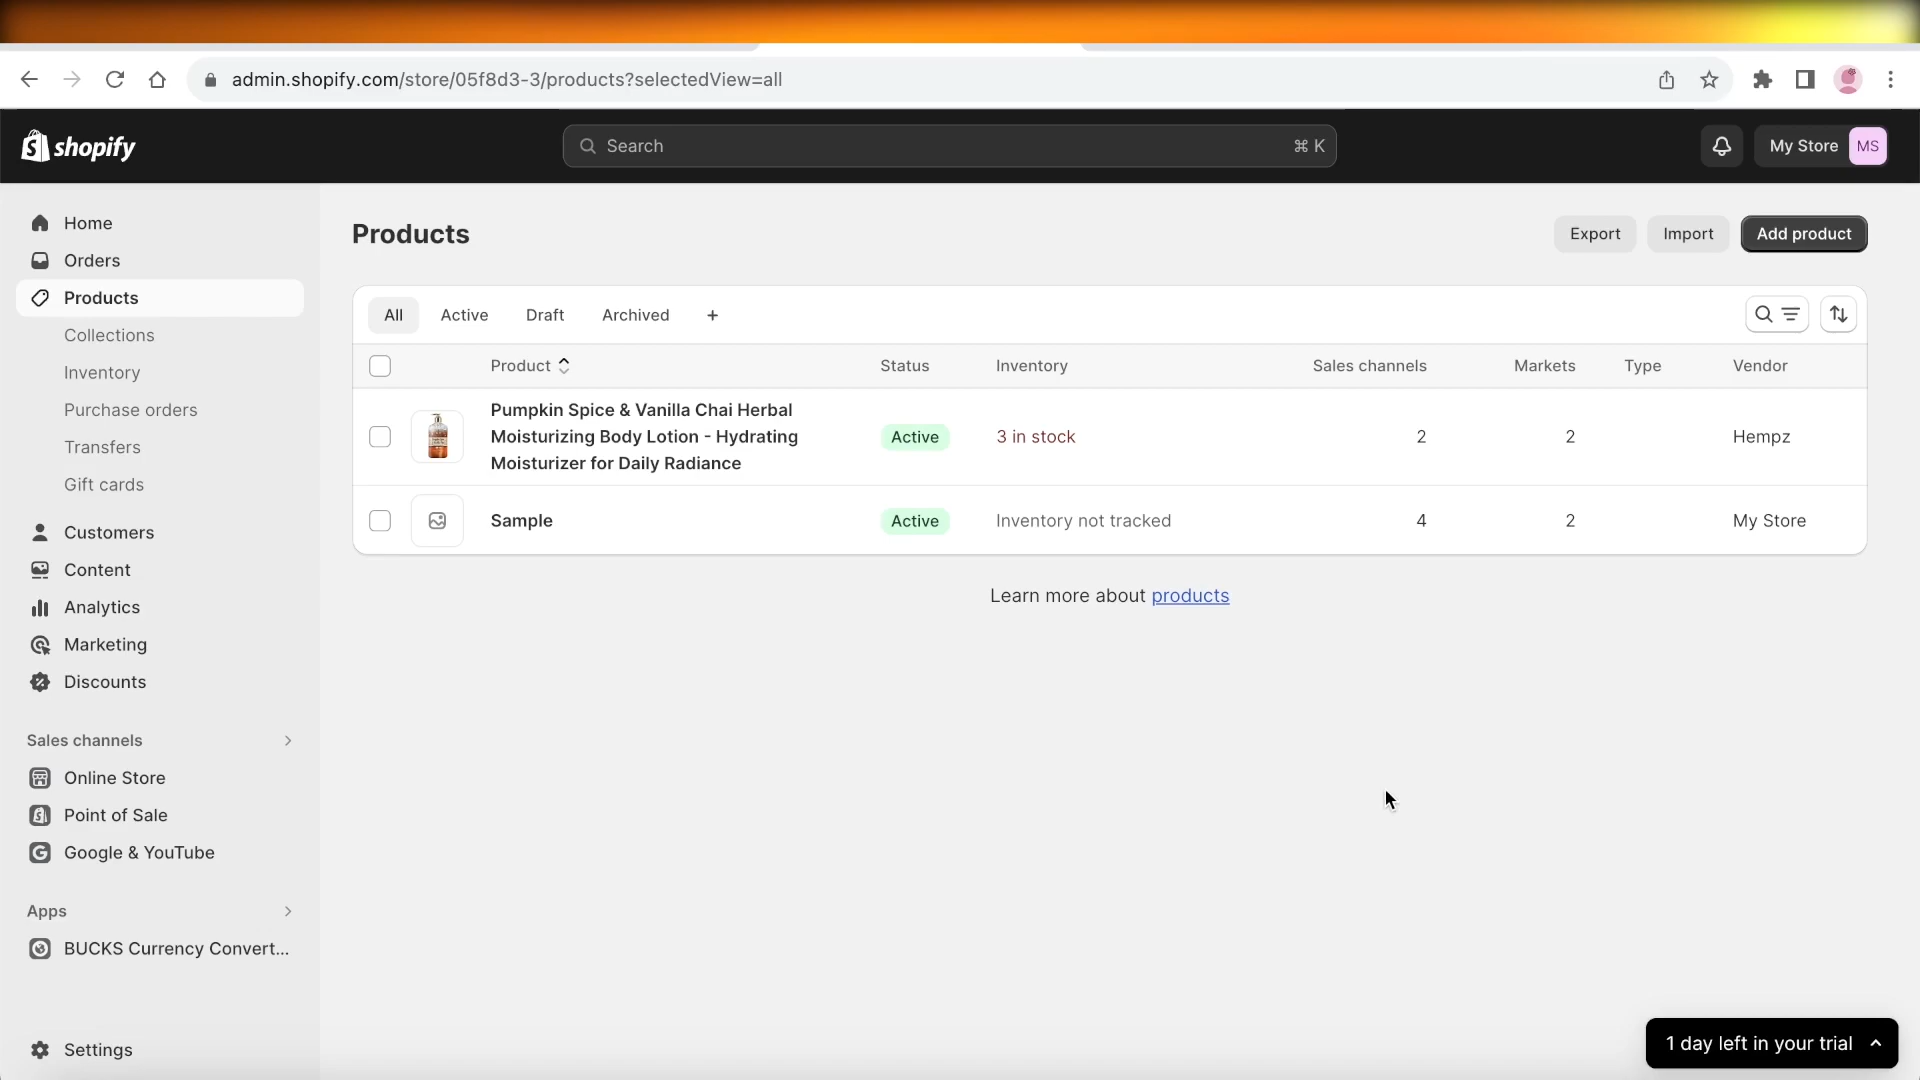 admin.shopify.com/store/05f8d3-3/products?selectedView=all
shopify
Search
⌘ K
My Store
MS
Home
Orders
Products
Collections
Inventory
Purchase orders
Transfers
Gift cards
Customers
Content
Analytics
Marketing
Discounts
Sales channels
Online Store
Point of Sale
Google & YouTube
Apps
BUCKS Currency Convert...
Settings
Products
Export
Import
Add product
All
Active
Draft
Archived
+
Product
Status
Inventory
Sales channels
Markets
Type
Vendor
Pumpkin Spice & Vanilla Chai Herbal
Moisturizing Body Lotion - Hydrating
Moisturizer for Daily Radiance
Active
3 in stock
2
2
Hempz
Sample
Active
Inventory not tracked
4
2
My Store
Learn more about products
1 day left in your trial